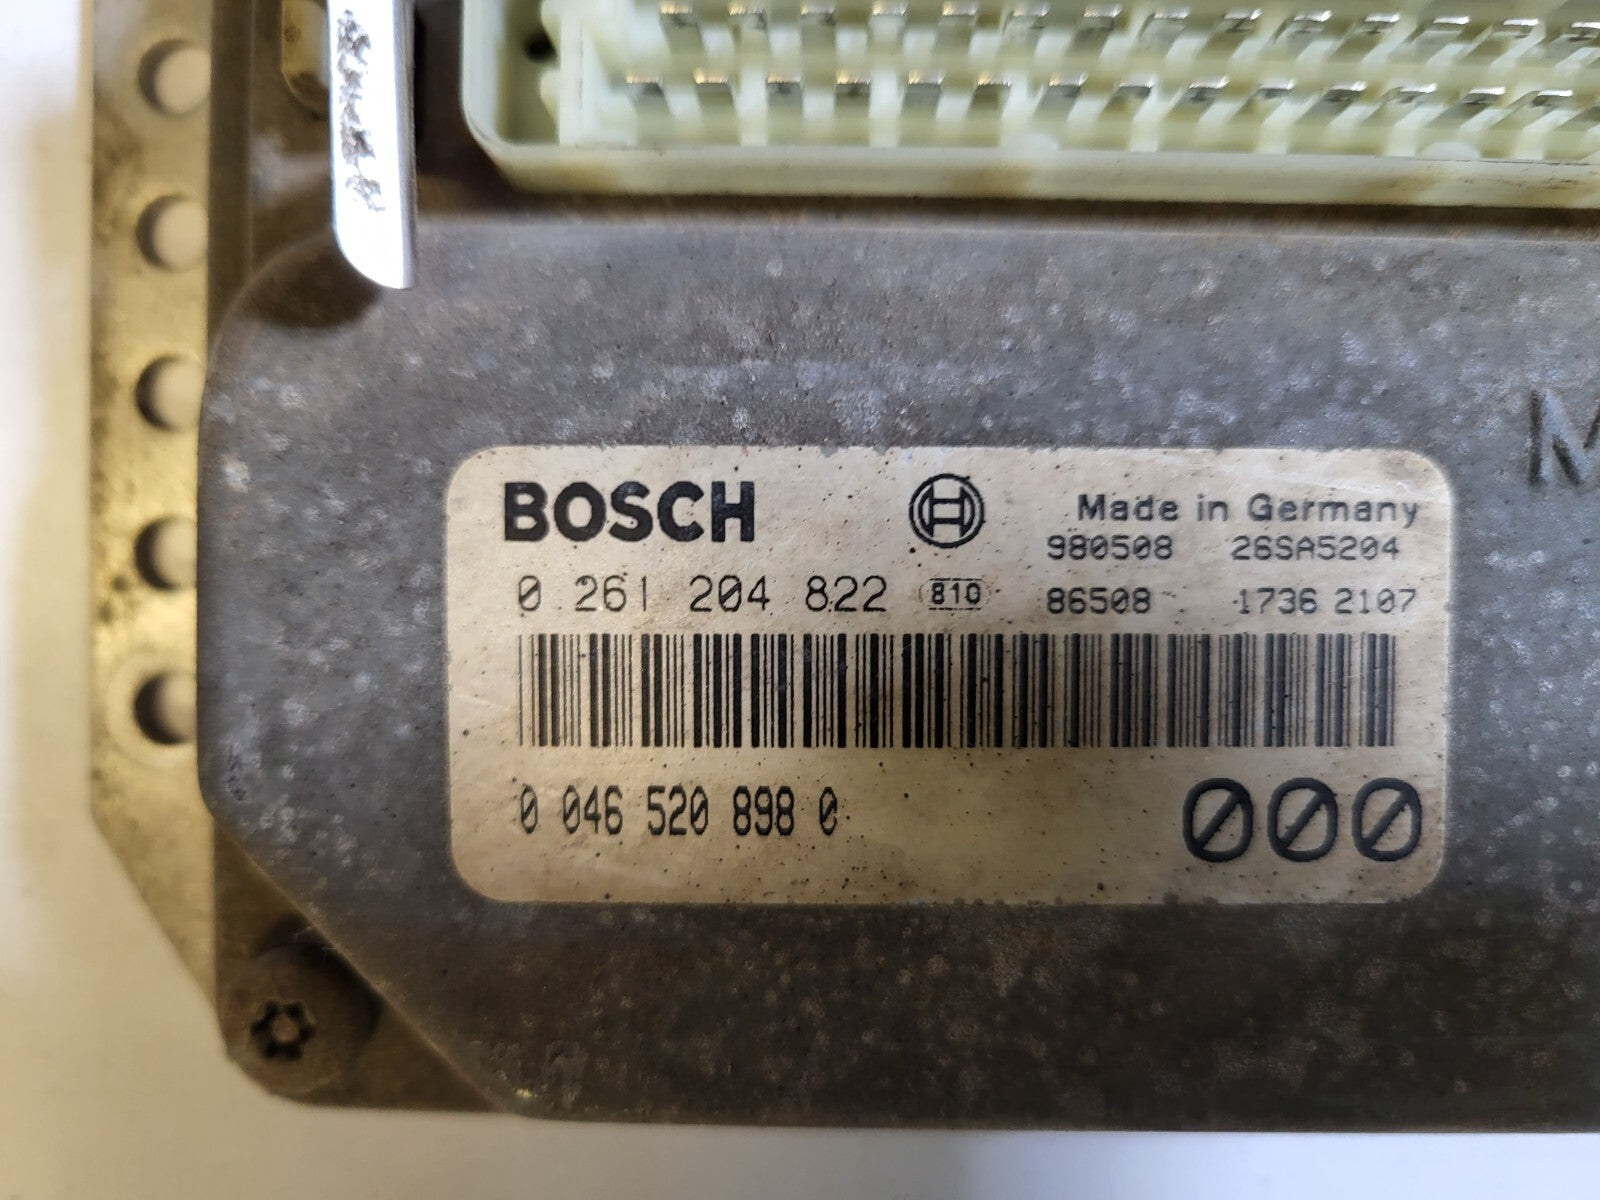 BOSCH Made in Germany
980508 26SA5204
0 261 204 822 810 86508 1736 2107
0 046 520 898 0 000
M